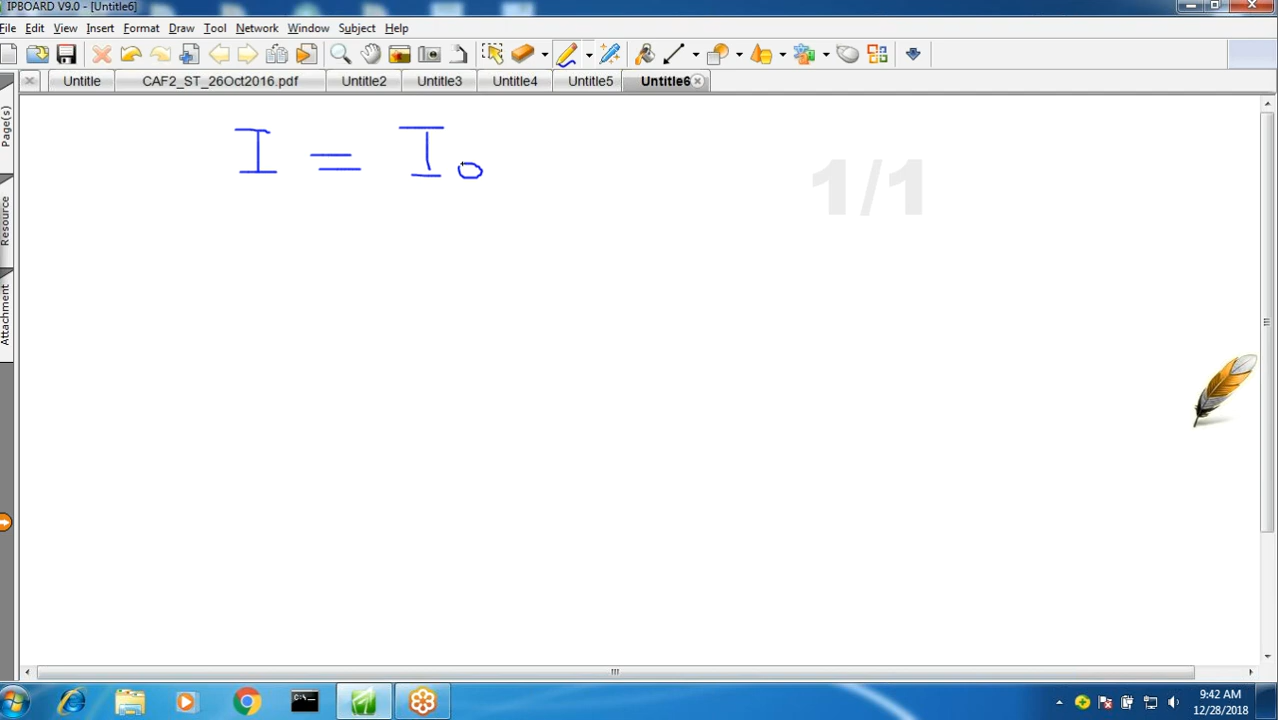 IPBOARD V9.0 - [Untitle6]
File Edit View Insert Format Draw Tool Network Window Subject Help
Untitle CAF2_ST_26Oct2016.pdf Untitle2 Untitle3 Untitle4 Untitle5 Untitle6
Page(s)
Resource
Attachment
I = I₀
1/1
9:42 AM
12/28/2018